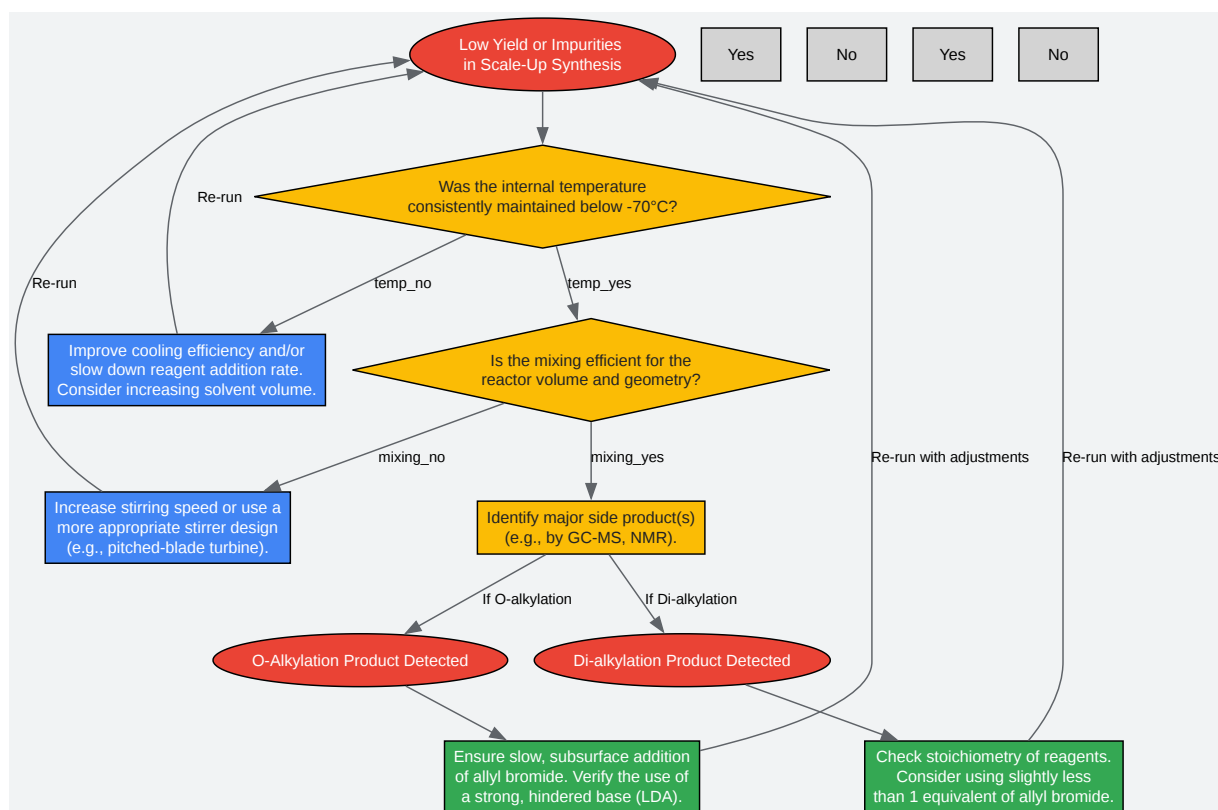 Low Yield or Impurities
in Scale-Up Synthesis
Yes
No
Yes
No
Was the internal temperature
consistently maintained below -70°C?
Re-run
Re-run
temp_no
temp_yes
Improve cooling efficiency and/or
slow down reagent addition rate.
Consider increasing solvent volume.
Is the mixing efficient for the
reactor volume and geometry?
mixing_no
mixing_yes
Re-run with adjustments
Re-run with adjustments
Increase stirring speed or use a
more appropriate stirrer design
(e.g., pitched-blade turbine).
Identify major side product(s)
(e.g., by GC-MS, NMR).
If O-alkylation
If Di-alkylation
O-Alkylation Product Detected
Di-alkylation Product Detected
Ensure slow, subsurface addition
of allyl bromide. Verify the use of
a strong, hindered base (LDA).
Check stoichiometry of reagents.
Consider using slightly less
than 1 equivalent of allyl bromide.